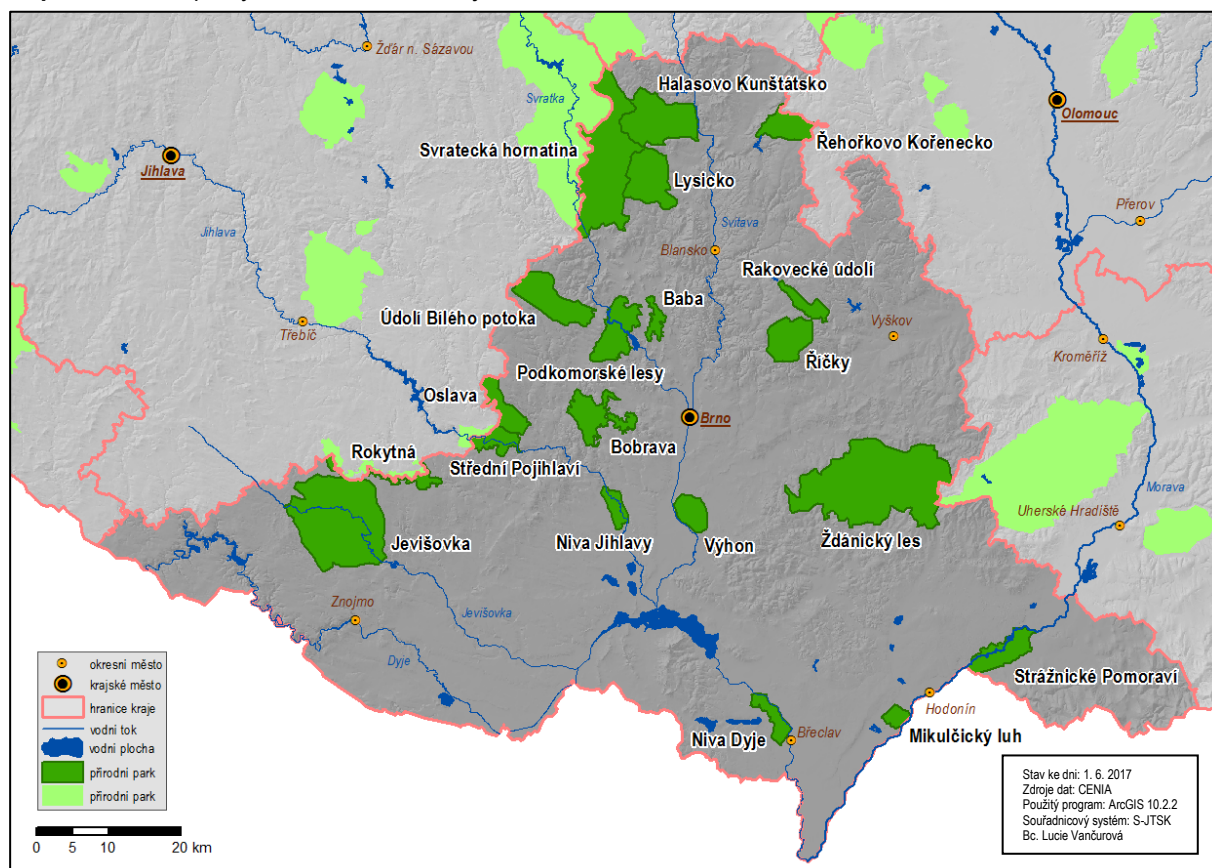 Žďár n. Sázavou
Svratka
Halasovo Kunštátsko
Olomouc
Svratecká hornatina
Řehořkovo Kořenecko
Jihlava
Lysicko
Přerov
Jihlava
Svitava
Blansko
Rakovecké údolí
Baba
Údolí Bílého potoka
Třebíč
Vyškov
Kroměříž
Říčky
Podkomorské lesy
Oslava
Brno
Bobrava
Rokytná
Střední Pojihlaví
Morava
Uherské Hradiště
Jevišovka
Niva Jihlavy
Výhon
Ždánický les
Znojmo
Jevišovka
Dyje
Strážnické Pomoraví
Hodonín
Mikulčický luh
Niva Dyje
Břeclav
okresní město
krajské město
hranice kraje
vodní tok
vodní plocha
přírodní park
přírodní park
0 10 20 km
Stav ke dni: 1. 6. 2017
Zdroje dat: CENIA
Použitý program: ArcGIS 10.2.2
Souřadnicový systém: S-JTSK
Bc. Lucie Vančurová